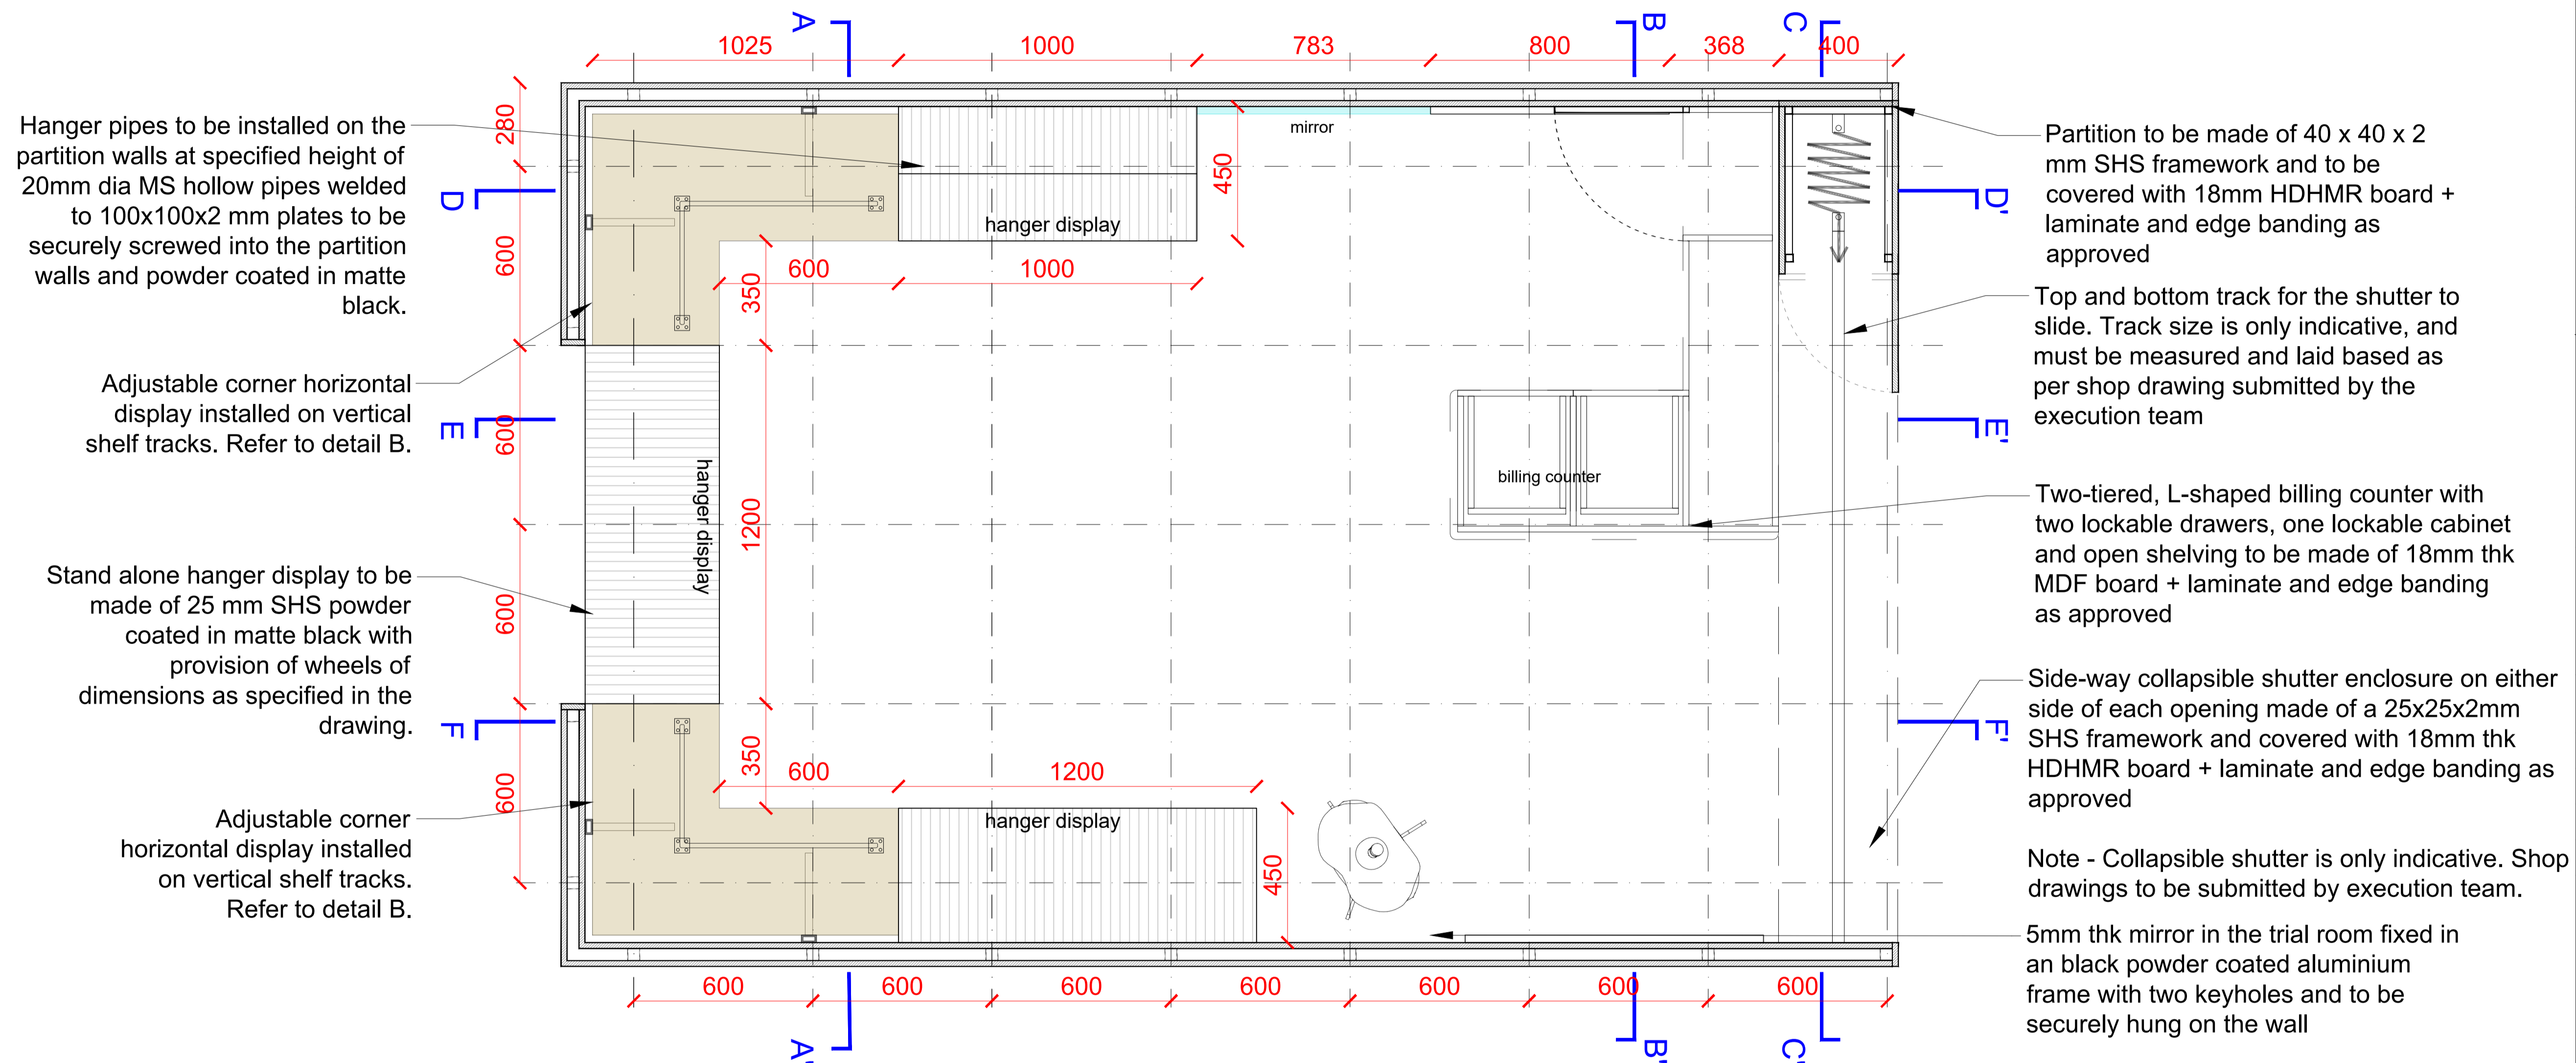 A
B
C
1025
1000
783
800
368
400
Hanger pipes to be installed on the
partition walls at specified height of
20mm dia MS hollow pipes welded
to 100x100x2 mm plates to be
securely screwed into the partition
walls and powder coated in matte
black.
Adjustable corner horizontal
display installed on vertical
shelf tracks. Refer to detail B.
Stand alone hanger display to be
made of 25 mm SHS powder
coated in matte black with
provision of wheels of
dimensions as specified in the
drawing.
Adjustable corner
horizontal display installed
on vertical shelf tracks.
Refer to detail B.
D
E
F
280
600
600
600
600
mirror
450
hanger display
600
1000
350
hanger display
1200
350
600
1200
hanger display
450
billing counter
D'
E'
F'
Partition to be made of 40 x 40 x 2
mm SHS framework and to be
covered with 18mm HDHMR board +
laminate and edge banding as
approved
Top and bottom track for the shutter to
slide. Track size is only indicative, and
must be measured and laid based as
per shop drawing submitted by the
execution team
Two-tiered, L-shaped billing counter with
two lockable drawers, one lockable cabinet
and open shelving to be made of 18mm thk
MDF board + laminate and edge banding
as approved
Side-way collapsible shutter enclosure on either
side of each opening made of a 25x25x2mm
SHS framework and covered with 18mm thk
HDHMR board + laminate and edge banding as
approved
Note - Collapsible shutter is only indicative. Shop
drawings to be submitted by execution team.
5mm thk mirror in the trial room fixed in
an black powder coated aluminium
frame with two keyholes and to be
securely hung on the wall
600
600
600
600
600
600
600
A'
B'
C'